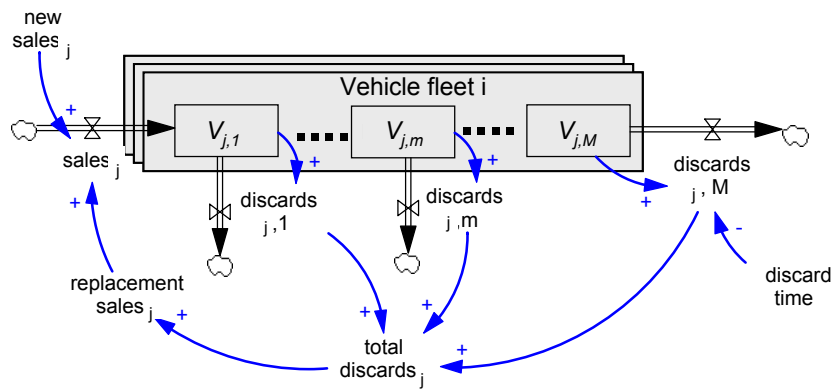 new
sales j
Vehicle fleet i
V j,1
V j,m
V j,M
+
sales j
+
+
+
discards
j ,1
discards
j ,m
discards
j , M
+
-
discard
time
replacement
sales j
+
+
+
+
total
discards j